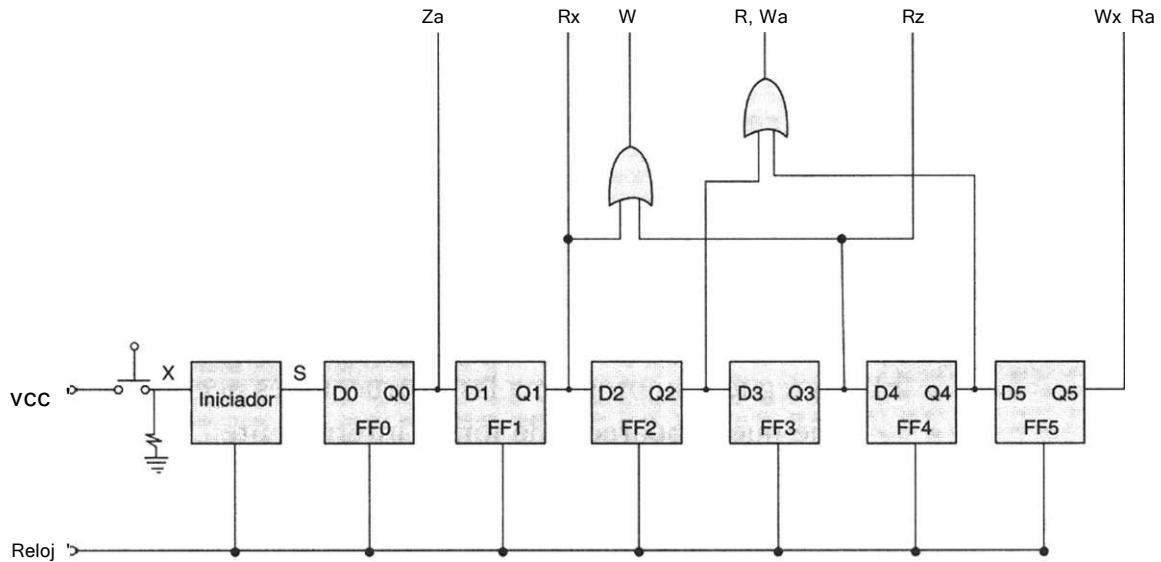 Za Rx W R, Wa Rz Wx Ra
X S
VCC Iniciador D0 Q0 D1 Q1 D2 Q2 D3 Q3 D4 Q4 D5 Q5
FF0 FF1 FF2 FF3 FF4 FF5
Reloj